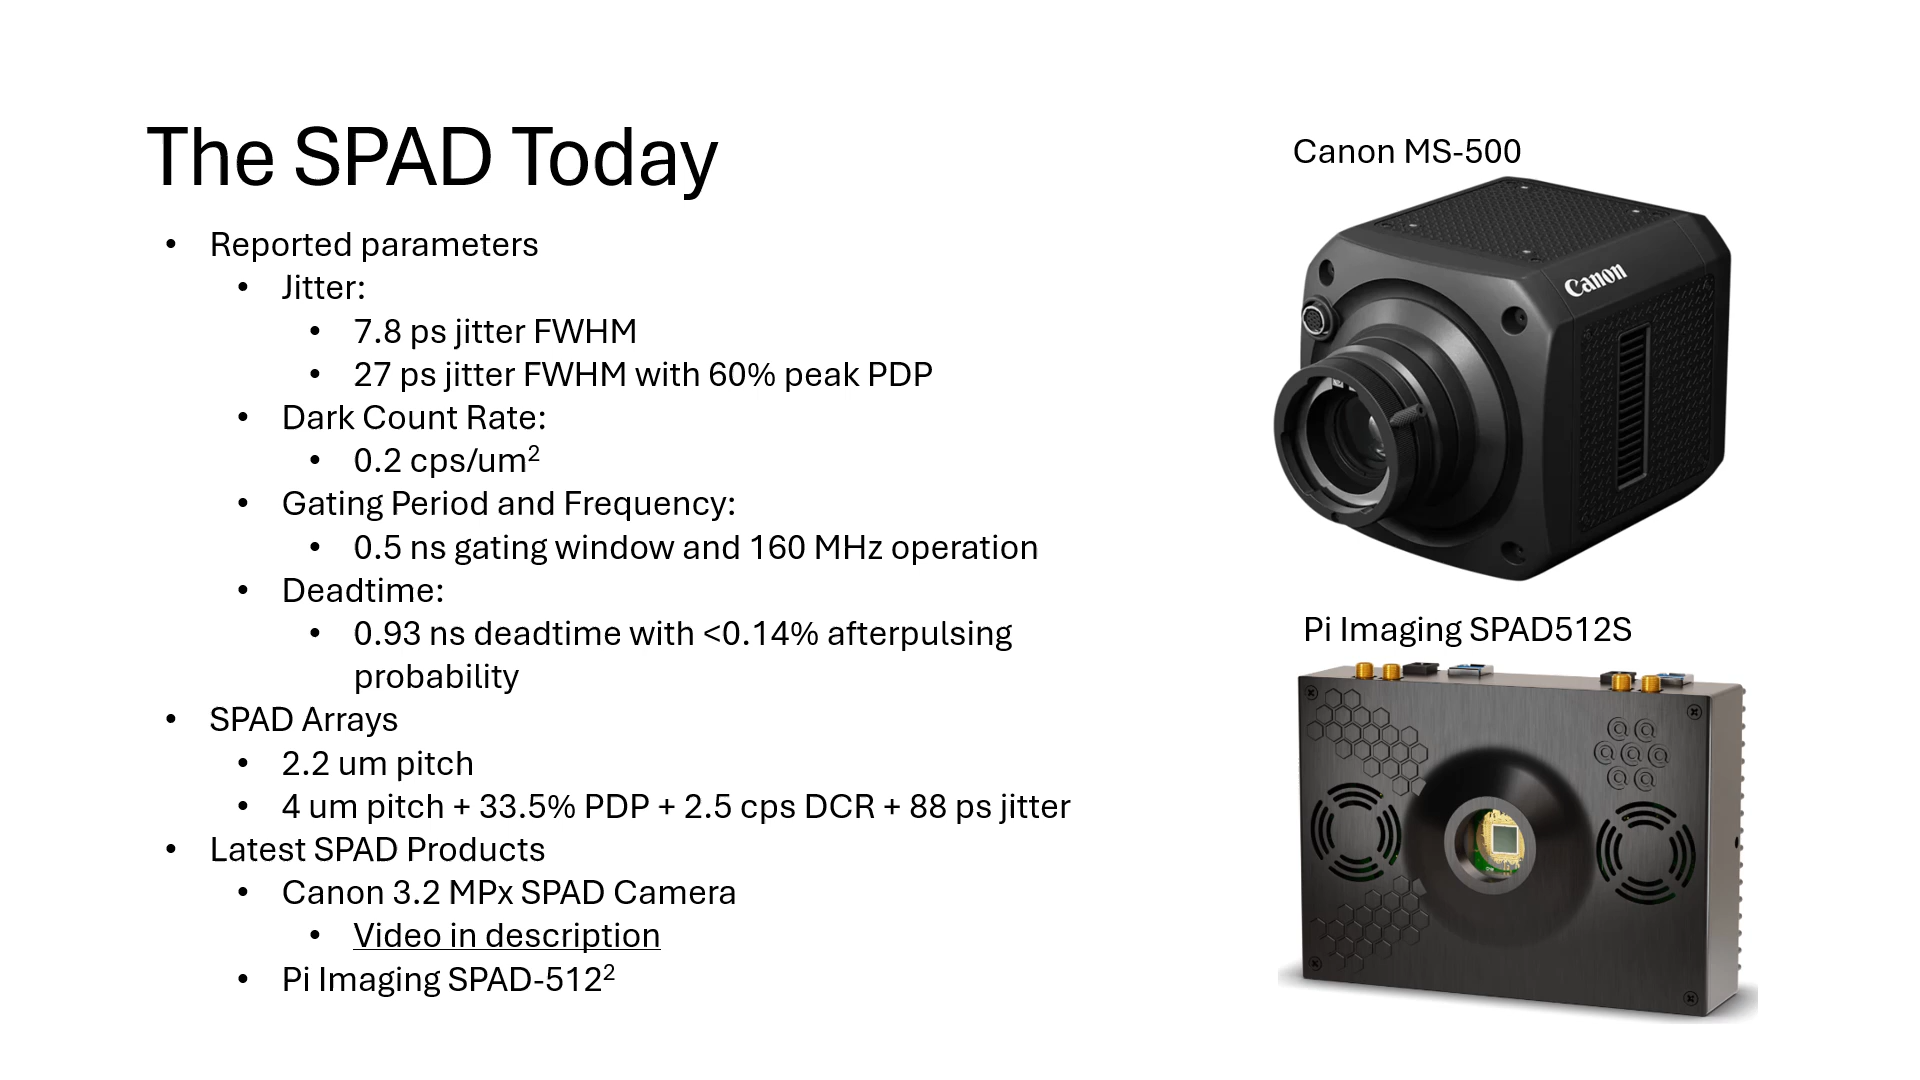 The SPAD Today
• Reported parameters
• Jitter:
• 7.8 ps jitter FWHM
• 27 ps jitter FWHM with 60% peak PDP
• Dark Count Rate:
• 0.2 cps/um²
• Gating Period and Frequency:
• 0.5 ns gating window and 160 MHz operation
• Deadtime:
• 0.93 ns deadtime with <0.14% afterpulsing
probability
• SPAD Arrays
• 2.2 um pitch
• 4 um pitch + 33.5% PDP + 2.5 cps DCR + 88 ps jitter
• Latest SPAD Products
• Canon 3.2 MPx SPAD Camera
• Video in description
• Pi Imaging SPAD-512²
Canon MS-500
Canon
Pi Imaging SPAD512S